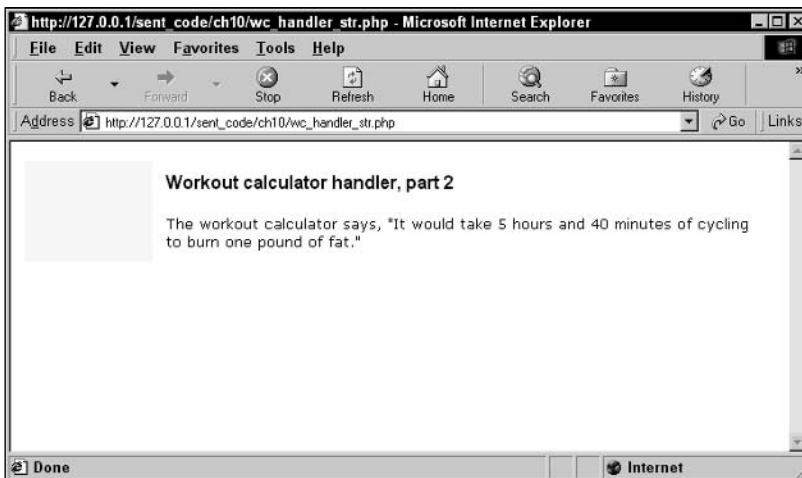 http://127.0.0.1/sent_code/ch10/wc_handler_str.php - Microsoft Internet Explorer
File Edit View Favorites Tools Help
Back Forward Stop Refresh Home Search Favorites History »
Address http://127.0.0.1/sent_code/ch10/wc_handler_str.php Go Links
Workout calculator handler, part 2
The workout calculator says, "It would take 5 hours and 40 minutes of cycling
to burn one pound of fat."
Done Internet